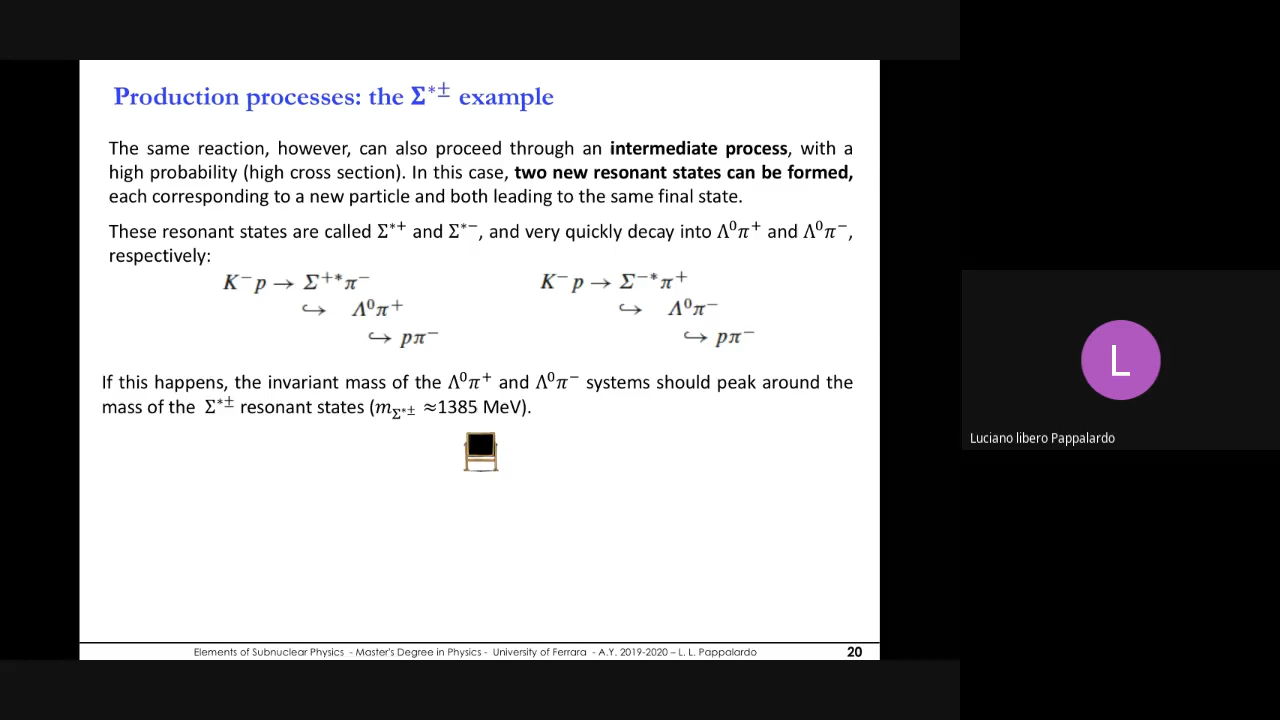 Production processes: the Σ*± example
The same reaction, however, can also proceed through an intermediate process, with a
high probability (high cross section). In this case, two new resonant states can be formed,
each corresponding to a new particle and both leading to the same final state.
These resonant states are called Σ*⁺ and Σ*⁻, and very quickly decay into Λ⁰π⁺ and Λ⁰π⁻,
respectively:
K⁻p → Σ⁺*π⁻
↪ Λ⁰π⁺
↪ pπ⁻
K⁻p → Σ⁻*π⁺
↪ Λ⁰π⁻
↪ pπ⁻
If this happens, the invariant mass of the Λ⁰π⁺ and Λ⁰π⁻ systems should peak around the
mass of the Σ*± resonant states (m_Σ*± ≈1385 MeV).
Elements of Subnuclear Physics - Master's Degree in Physics - University of Ferrara - A.Y. 2019-2020 – L. L. Pappalardo
20
L
Luciano libero Pappalardo